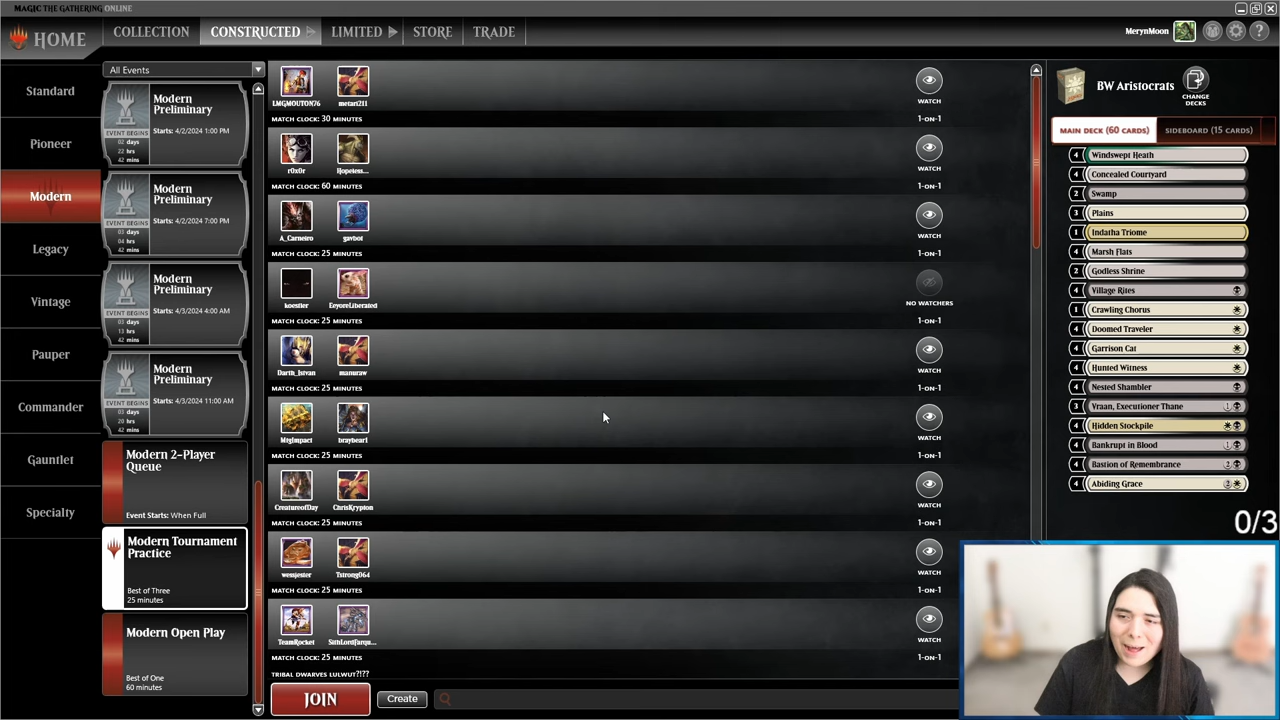 MAGIC THE GATHERING ONLINE
HOME
COLLECTION
CONSTRUCTED
LIMITED
STORE
TRADE
MerynMoon
?
Standard
Pioneer
Modern
Legacy
Vintage
Pauper
Commander
Gauntlet
Specialty
All Events
Modern
Preliminary
Starts: 4/2/2024 1:00 PM
EVENT BEGINS
02 days
22 hrs
42 mins
Modern
Preliminary
Starts: 4/2/2024 7:00 PM
EVENT BEGINS
03 days
04 hrs
42 mins
Modern
Preliminary
Starts: 4/3/2024 4:00 AM
EVENT BEGINS
03 days
13 hrs
42 mins
Modern
Preliminary
Starts: 4/3/2024 11:00 AM
EVENT BEGINS
03 days
20 hrs
42 mins
Modern 2-Player
Queue
Event Starts: When Full
Modern Tournament
Practice
Best of Three
25 minutes
Modern Open Play
Best of One
60 minutes
LMGMOUTON76 metart211
WATCH
MATCH CLOCK: 30 MINUTES
1-ON-1
r0x0r Hopeless...
WATCH
MATCH CLOCK: 60 MINUTES
1-ON-1
A_Carneiro gavbot
WATCH
MATCH CLOCK: 25 MINUTES
1-ON-1
koestler EeyoreLiberated
NO WATCHERS
MATCH CLOCK: 25 MINUTES
1-ON-1
Darth_Istvan manuraw
WATCH
MATCH CLOCK: 25 MINUTES
1-ON-1
MtgImpact braybear1
WATCH
MATCH CLOCK: 25 MINUTES
1-ON-1
CreatureofDay ChrisKrypton
WATCH
MATCH CLOCK: 25 MINUTES
1-ON-1
wenjester Tstrong064
WATCH
MATCH CLOCK: 25 MINUTES
1-ON-1
TeamRocket SithLordFarqu...
WATCH
MATCH CLOCK: 25 MINUTES
1-ON-1
TRIBAL DWARVES LULWUT?!??
JOIN
Create
BW Aristocrats
CHANGE
DECKS
MAIN DECK (60 CARDS)
SIDEBOARD (15 CARDS)
4 Windswept Heath
4 Concealed Courtyard
2 Swamp
3 Plains
1 Indatha Triome
4 Marsh Flats
2 Godless Shrine
4 Village Rites
1 Crawling Chorus
4 Doomed Traveler
4 Garrison Cat
4 Hunted Witness
4 Nested Shambler
3 Vraan, Executioner Thane 1
4 Hidden Stockpile
4 Bankrupt in Blood 1
4 Bastion of Remembrance 2
4 Abiding Grace 2
0/3